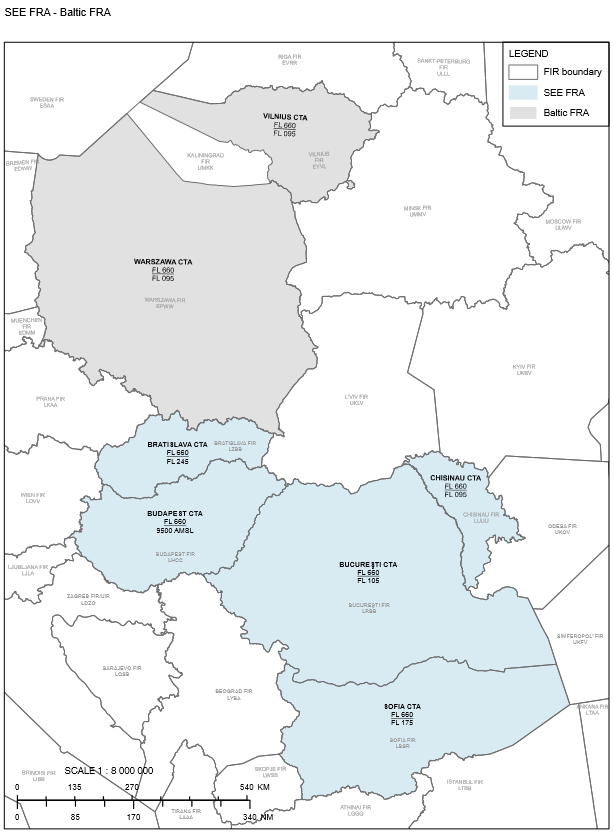 SEE FRA - Baltic FRA
LEGEND
FIR boundary
SEE FRA
Baltic FRA
RIGA FIR
EVRR
SANKT-PETERBURG
FIR
ULLL
SWEDEN FIR
ESAA
VILNIUS CTA
FL 660
FL 095
VILNIUS
FIR
EYVL
KALININGRAD
FIR
UMKK
BREMEN FIR
EDWW
MINSK FIR
UMMV
MOSCOW FIR
UUWV
WARSZAWA CTA
FL 660
FL 095
WARSZAWA FIR
EPWW
MUENCHEN
FIR
EDMM
KYIV FIR
UKBV
PRAHA FIR
LKAA
L'VIV FIR
UKLV
BRATISLAVA CTA
FL 660
FL 245
BRATISLAVA FIR
LZBB
CHISINAU CTA
FL 660
FL 095
CHISINAU FIR
LUUU
WIEN FIR
LOVV
BUDAPEST CTA
FL 660
9500 AMSL
BUDAPEST FIR
LHCC
ODESA FIR
UKOV
LJUBLJANA FIR
LJLA
BUCUREȘTI CTA
FL 660
FL 105
BUCUREȘTI FIR
LRBB
ZAGREB FIR/UIR
LDZO
SIMFEROPOL' FIR
UKFV
SARAJEVO FIR
LQSB
BEOGRAD FIR
LYBA
SOFIA CTA
FL 660
FL 175
SOFIA FIR
LBSR
ANKARA FIR
LTAA
BRINDISI FIR
LIBB
SKOPJE FIR
LWSS
ISTANBUL FIR
LTBB
TIRANA FIR
LAAA
ATHINAI FIR
LGGG
SCALE 1 : 8 000 000
0 135 270 540 KM
0 85 170 340 NM